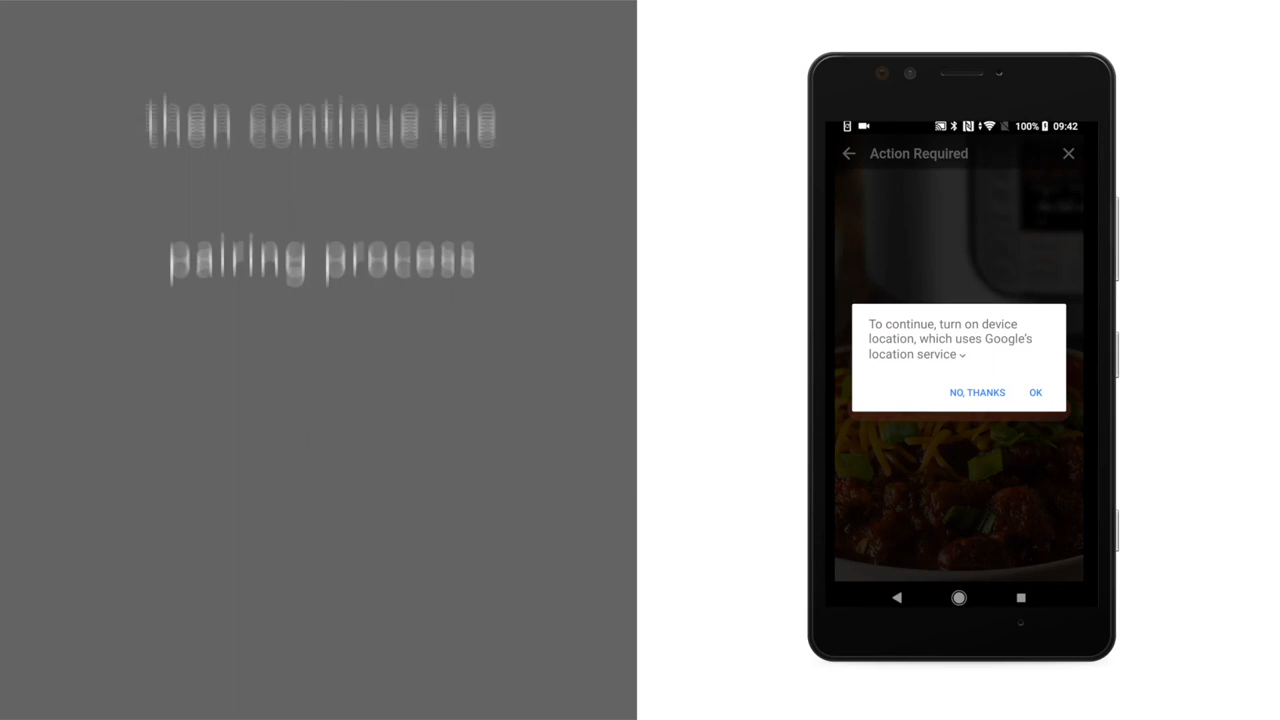 then continue the
pairing process
100% 09:42
Action Required
To continue, turn on device
location, which uses Google's
location service
NO, THANKS OK